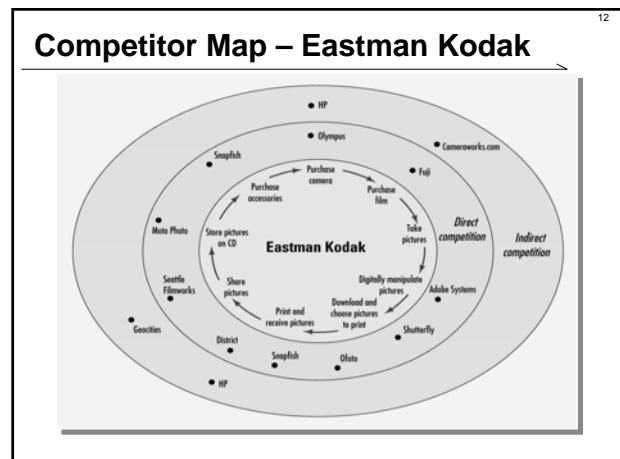 12
Competitor Map – Eastman Kodak
HP
Olympus
Cameraworks.com
Snapfish
Fuji
Purchase
camera
Purchase
accessories
Purchase
film
Moto Photo
Store pictures
on CD
Take
pictures
Direct
competition
Indirect
competition
Eastman Kodak
Share
pictures
Digitally manipulate
pictures
Seattle
Filmworks
Adobe Systems
Print and
receive pictures
Download and
choose pictures
to print
Geocities
Shutterfly
District
Snapfish
Ofoto
HP